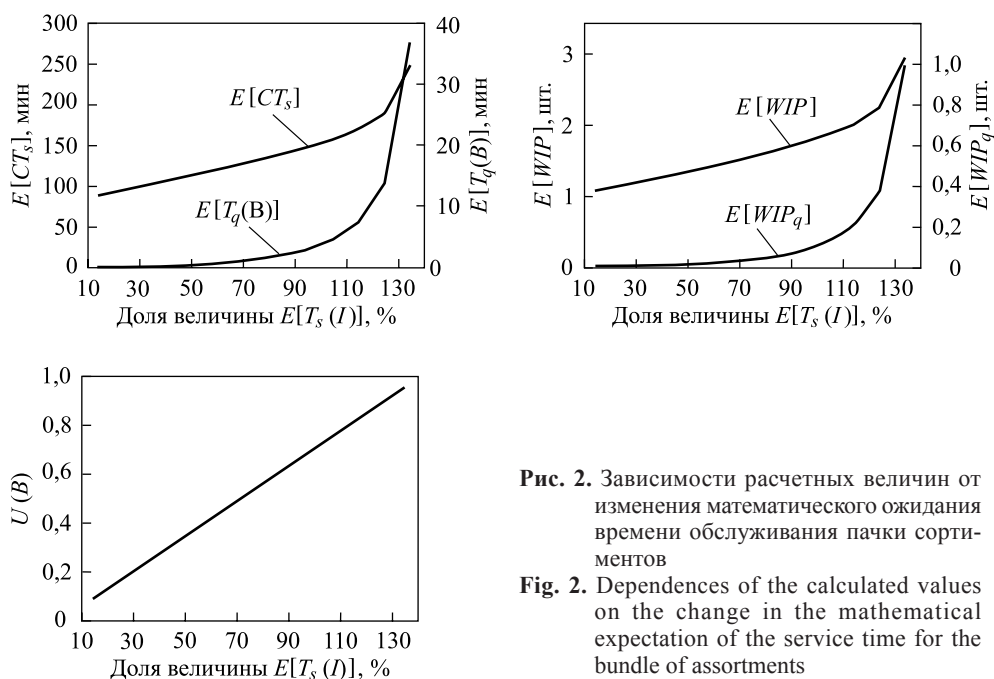 300
250
200
150
100
50
0
E[CTₛ], мин
40
30
20
10
0
E[T_q(B)], мин
E[CTₛ]
E[T_q(B)]
10 30 50 70 90 110 130
Доля величины E[Tₛ (I)], %
3
2
1
0
E[WIP], шт.
1,0
0,8
0,6
0,4
0,2
0
E[WIP_q], шт.
E[WIP]
E[WIP_q]
10 30 50 70 90 110 130
Доля величины E[Tₛ (I)], %
1,0
0,8
0,6
0,4
0,2
0
U(B)
10 30 50 70 90 110 130
Доля величины E[Tₛ (I)], %
Рис. 2. Зависимости расчетных величин от
изменения математического ожидания
времени обслуживания пачки сорти-
ментов
Fig. 2. Dependences of the calculated values
on the change in the mathematical
expectation of the service time for the
bundle of assortments